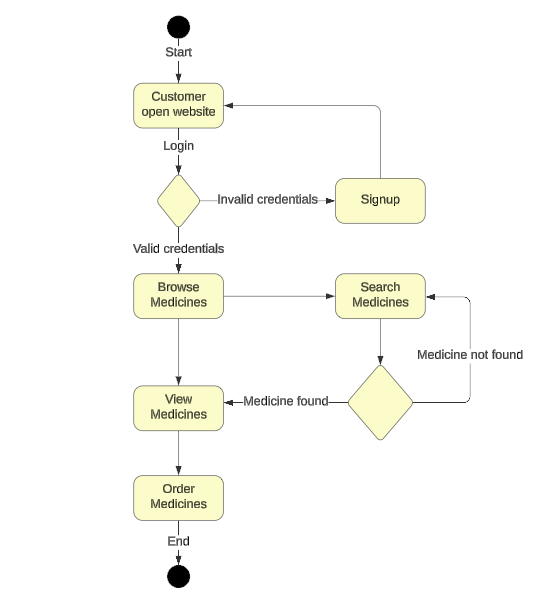 Start
Customer
open website
Login
Invalid credentials
Signup
Valid credentials
Browse
Medicines
Search
Medicines
Medicine not found
View
Medicines
Medicine found
Order
Medicines
End